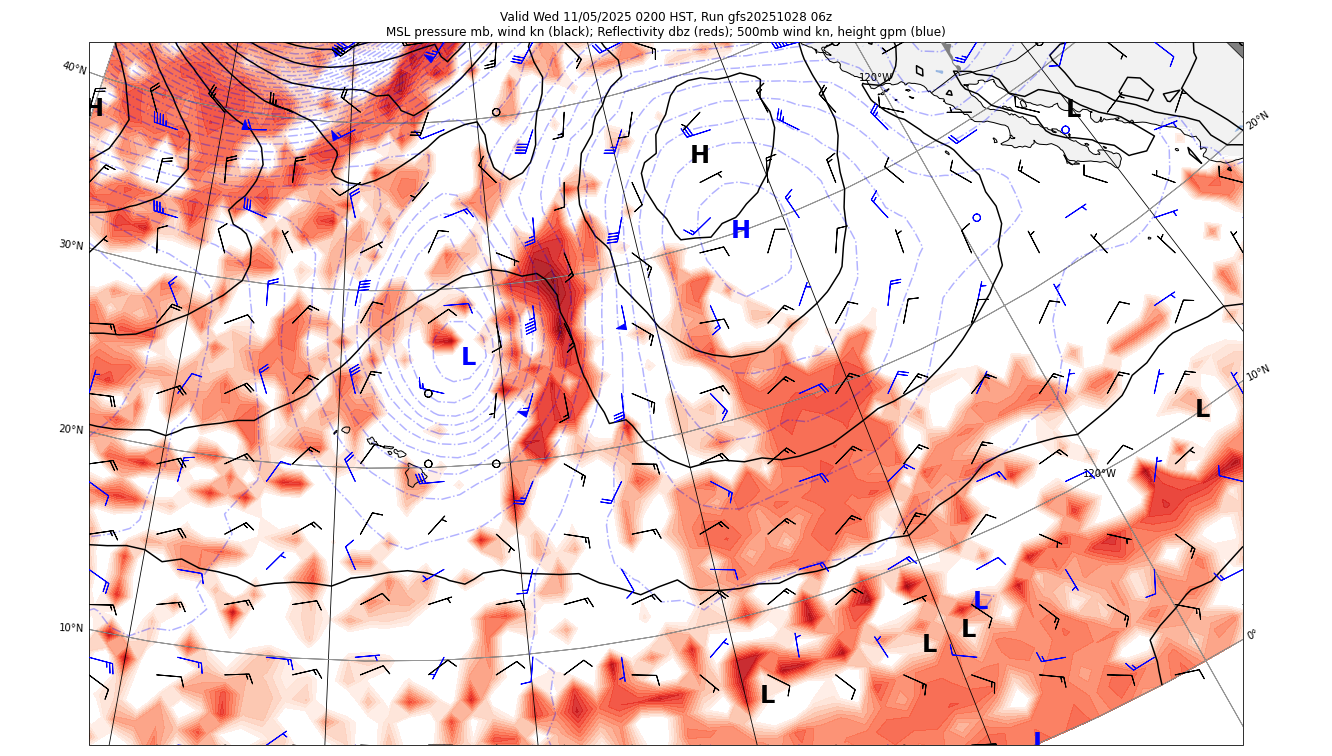 Valid Wed 11/05/2025 0200 HST, Run gfs20251028 06z
MSL pressure mb, wind kn (black); Reflectivity dbz (reds); 500mb wind kn, height gpm (blue)
40°N
120°W
H
L
20°N
H
H
30°N
L
10°N
L
20°N
120°W
L
10°N
L
L
0°
L
L